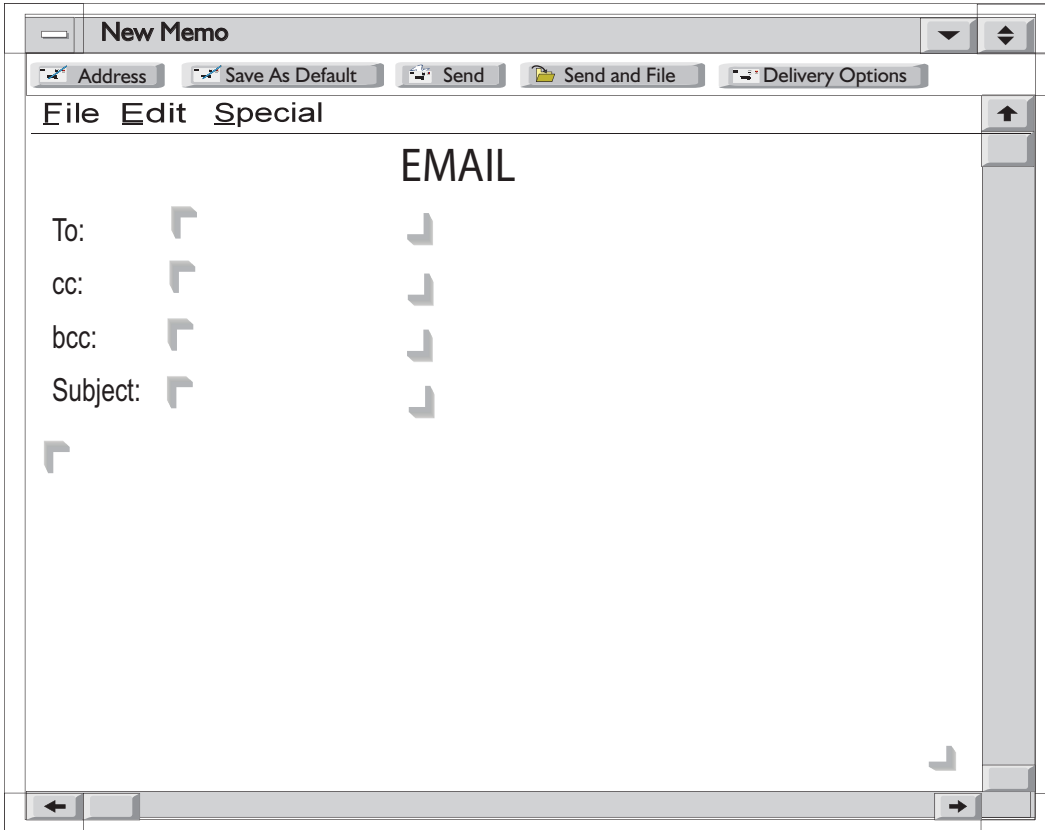 New Memo
Address Save As Default Send Send and File Delivery Options
File Edit Special
EMAIL
To:
cc:
bcc:
Subject: